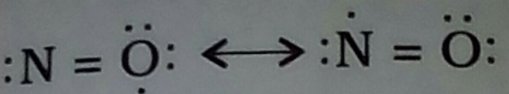 :N = Ö: ⟷ :Ṅ = Ö: